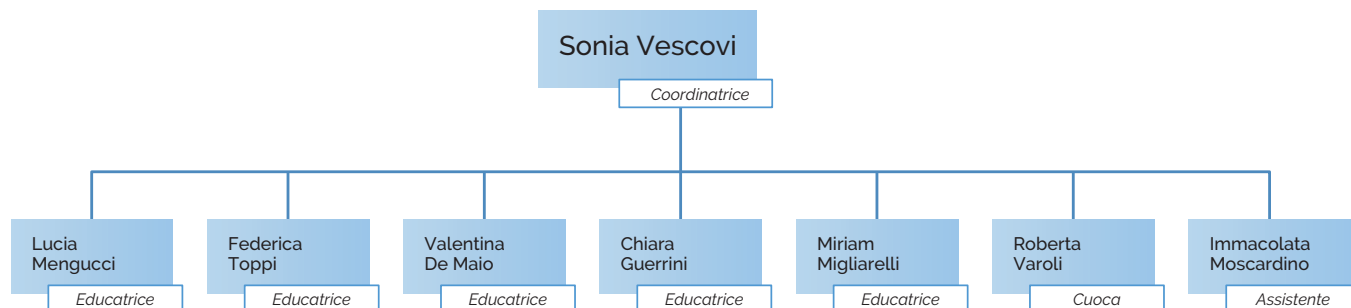 Sonia Vescovi
Coordinatrice
Lucia
Mengucci
Educatrice
Federica
Toppi
Educatrice
Valentina
De Maio
Educatrice
Chiara
Guerrini
Educatrice
Miriam
Migliarelli
Educatrice
Roberta
Varoli
Cuoca
Immacolata
Moscardino
Assistente